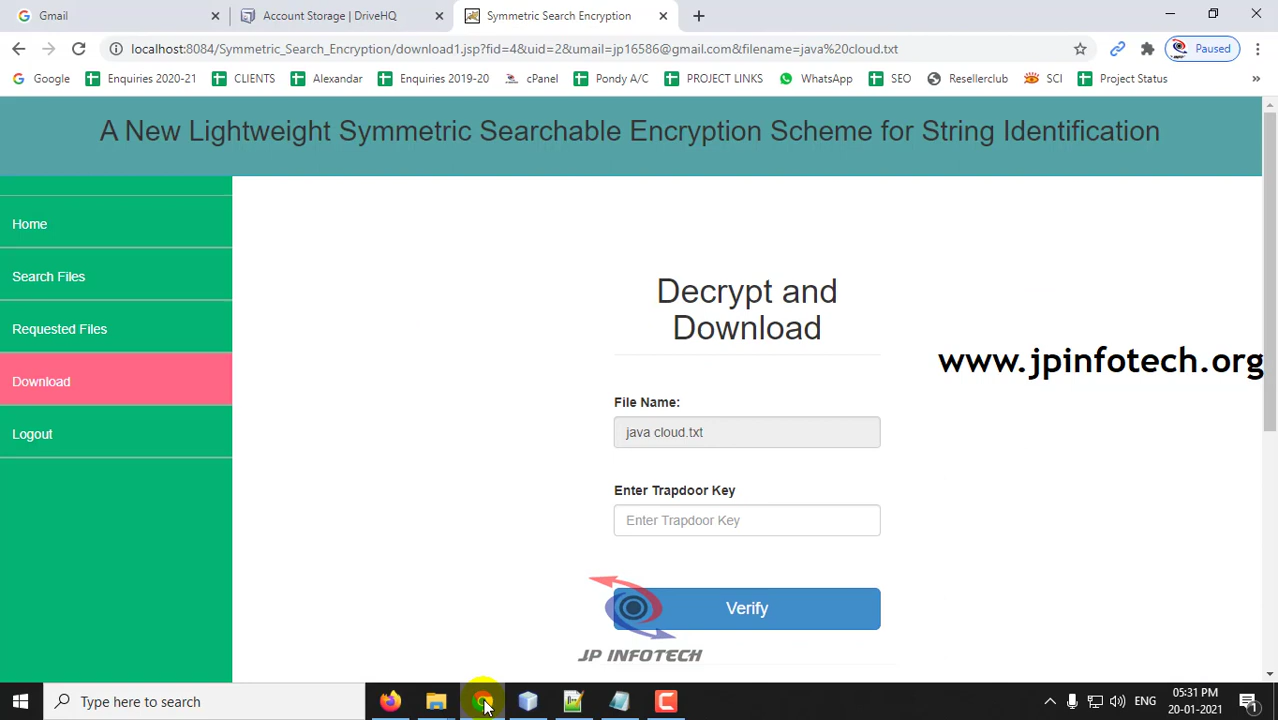 Gmail
Account Storage | DriveHQ
Symmetric Search Encryption
localhost:8084/Symmetric_Search_Encryption/download1.jsp?fid=4&uid=2&umail=jp16586@gmail.com&filename=java%20cloud.txt
Paused
Google
Enquiries 2020-21
CLIENTS
Alexandar
Enquiries 2019-20
cPanel
Pondy A/C
PROJECT LINKS
WhatsApp
SEO
Resellerclub
SCI
Project Status
»
A New Lightweight Symmetric Searchable Encryption Scheme for String Identification
Home
Search Files
Requested Files
Download
Logout
Decrypt and
Download
www.jpinfotech.org
File Name:
java cloud.txt
Enter Trapdoor Key
Enter Trapdoor Key
Verify
JP INFOTECH
Type here to search
ENG
05:31 PM
20-01-2021
1